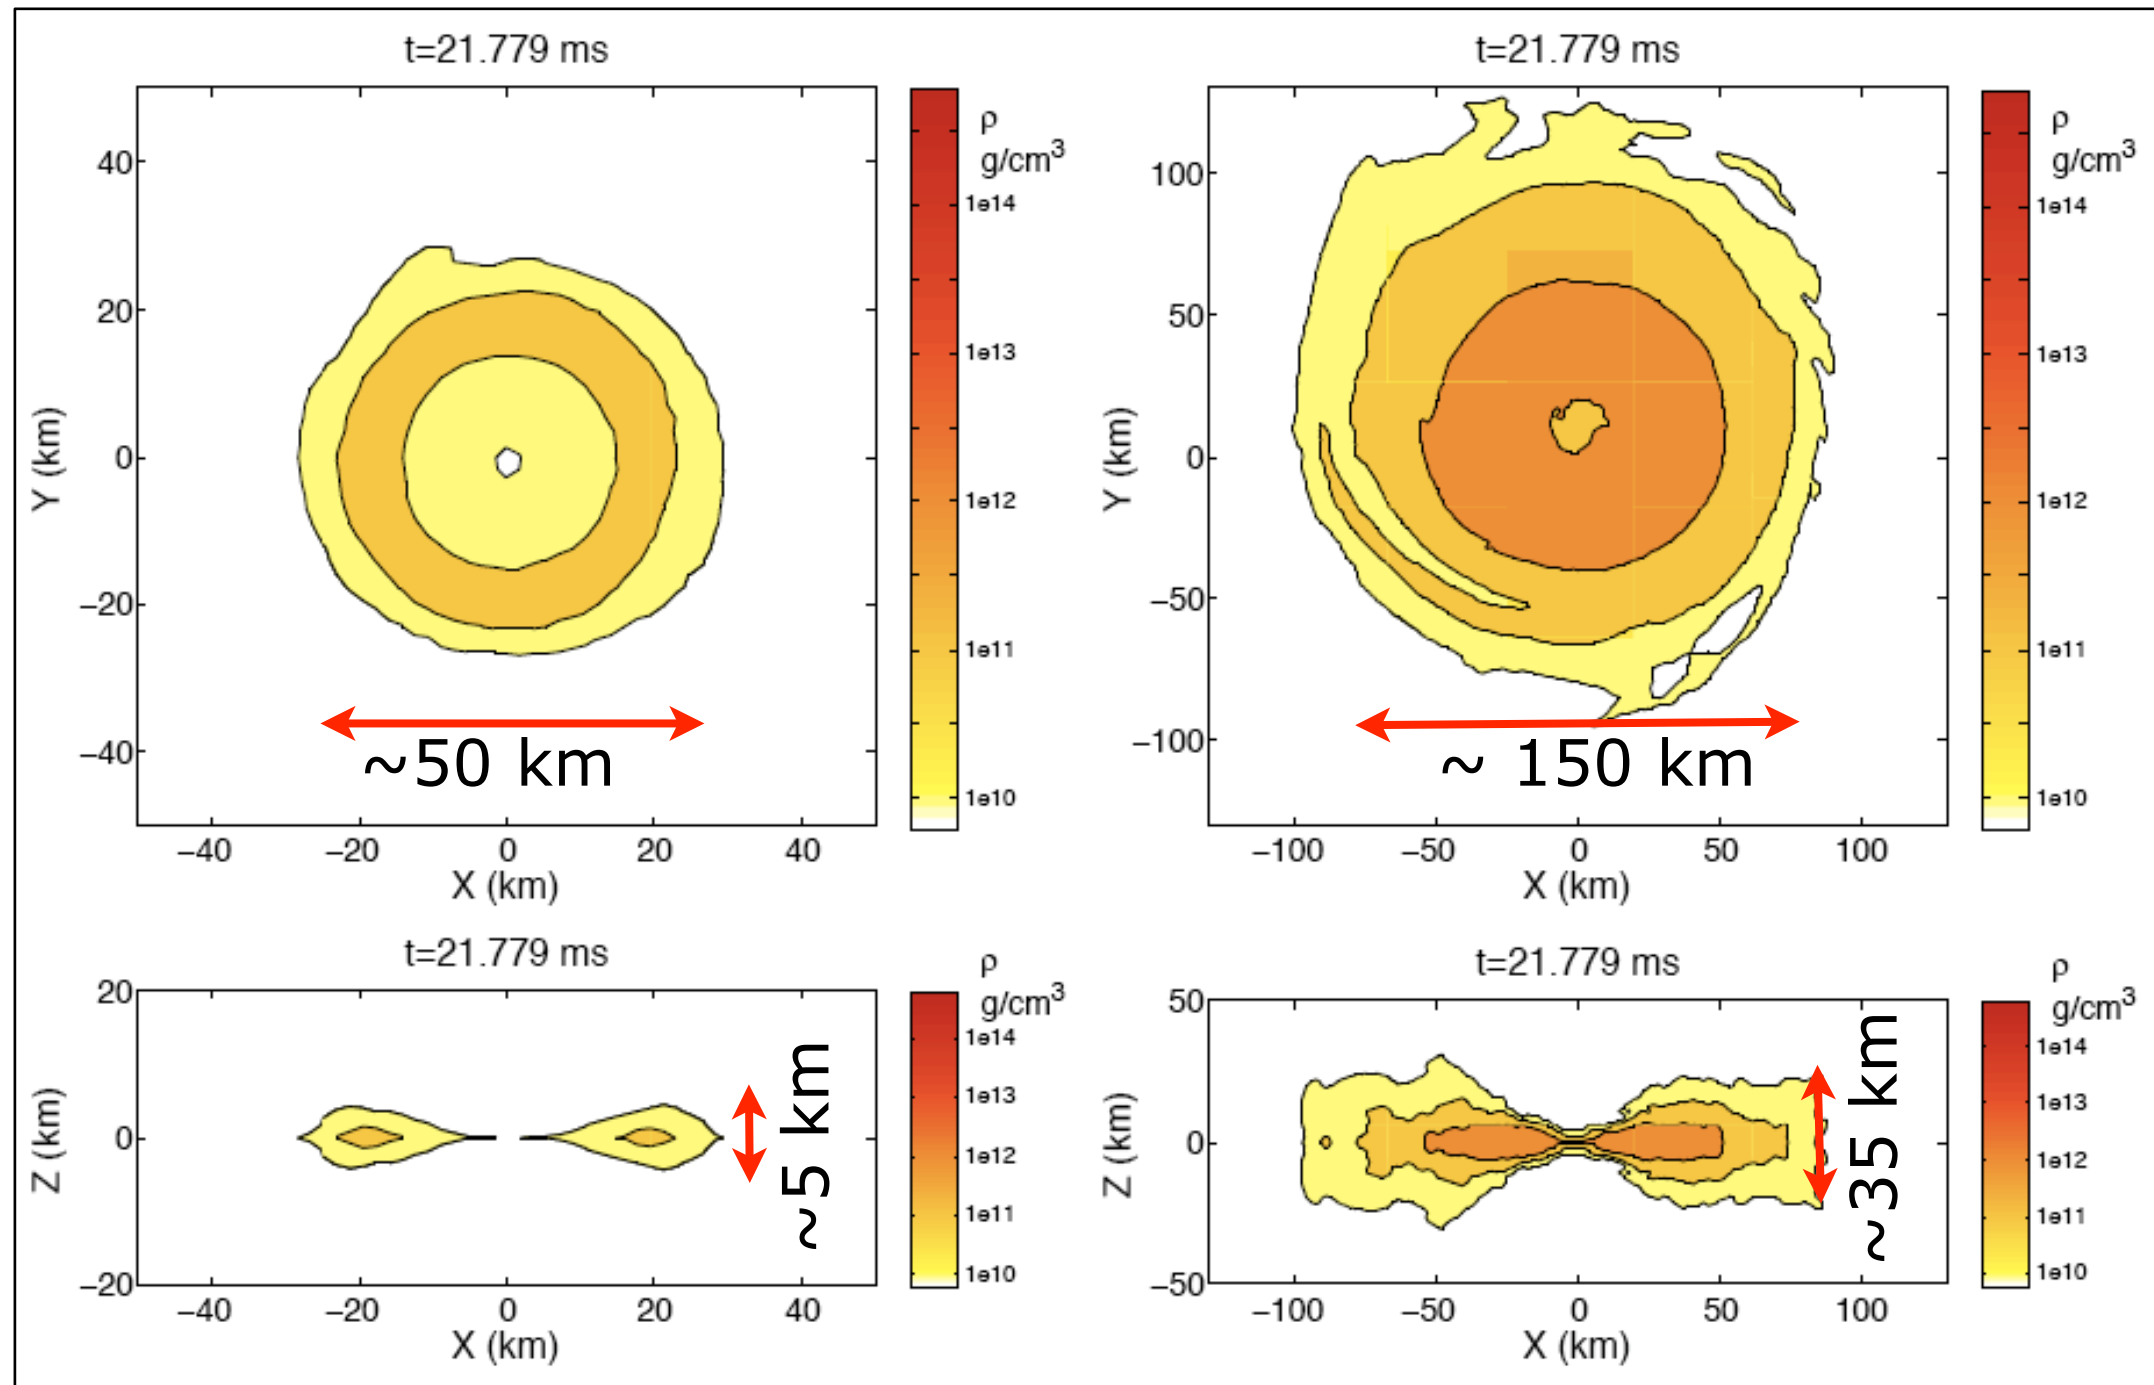 t=21.779 ms
ρ
g/cm3
1e14
1e13
1e12
1e11
1e10
40
20
0
−20
−40
Y (km)
−40 −20 0 20 40
X (km)
~50 km
t=21.779 ms
ρ
g/cm3
1e14
1e13
1e12
1e11
1e10
100
50
0
−50
−100
Y (km)
−100 −50 0 50 100
X (km)
~ 150 km
t=21.779 ms
ρ
g/cm3
1e14
1e13
1e12
1e11
1e10
20
0
−20
Z (km)
−40 −20 0 20 40
X (km)
~5 km
t=21.779 ms
ρ
g/cm3
1e14
1e13
1e12
1e11
1e10
50
0
−50
Z (km)
−100 −50 0 50 100
X (km)
~35 km